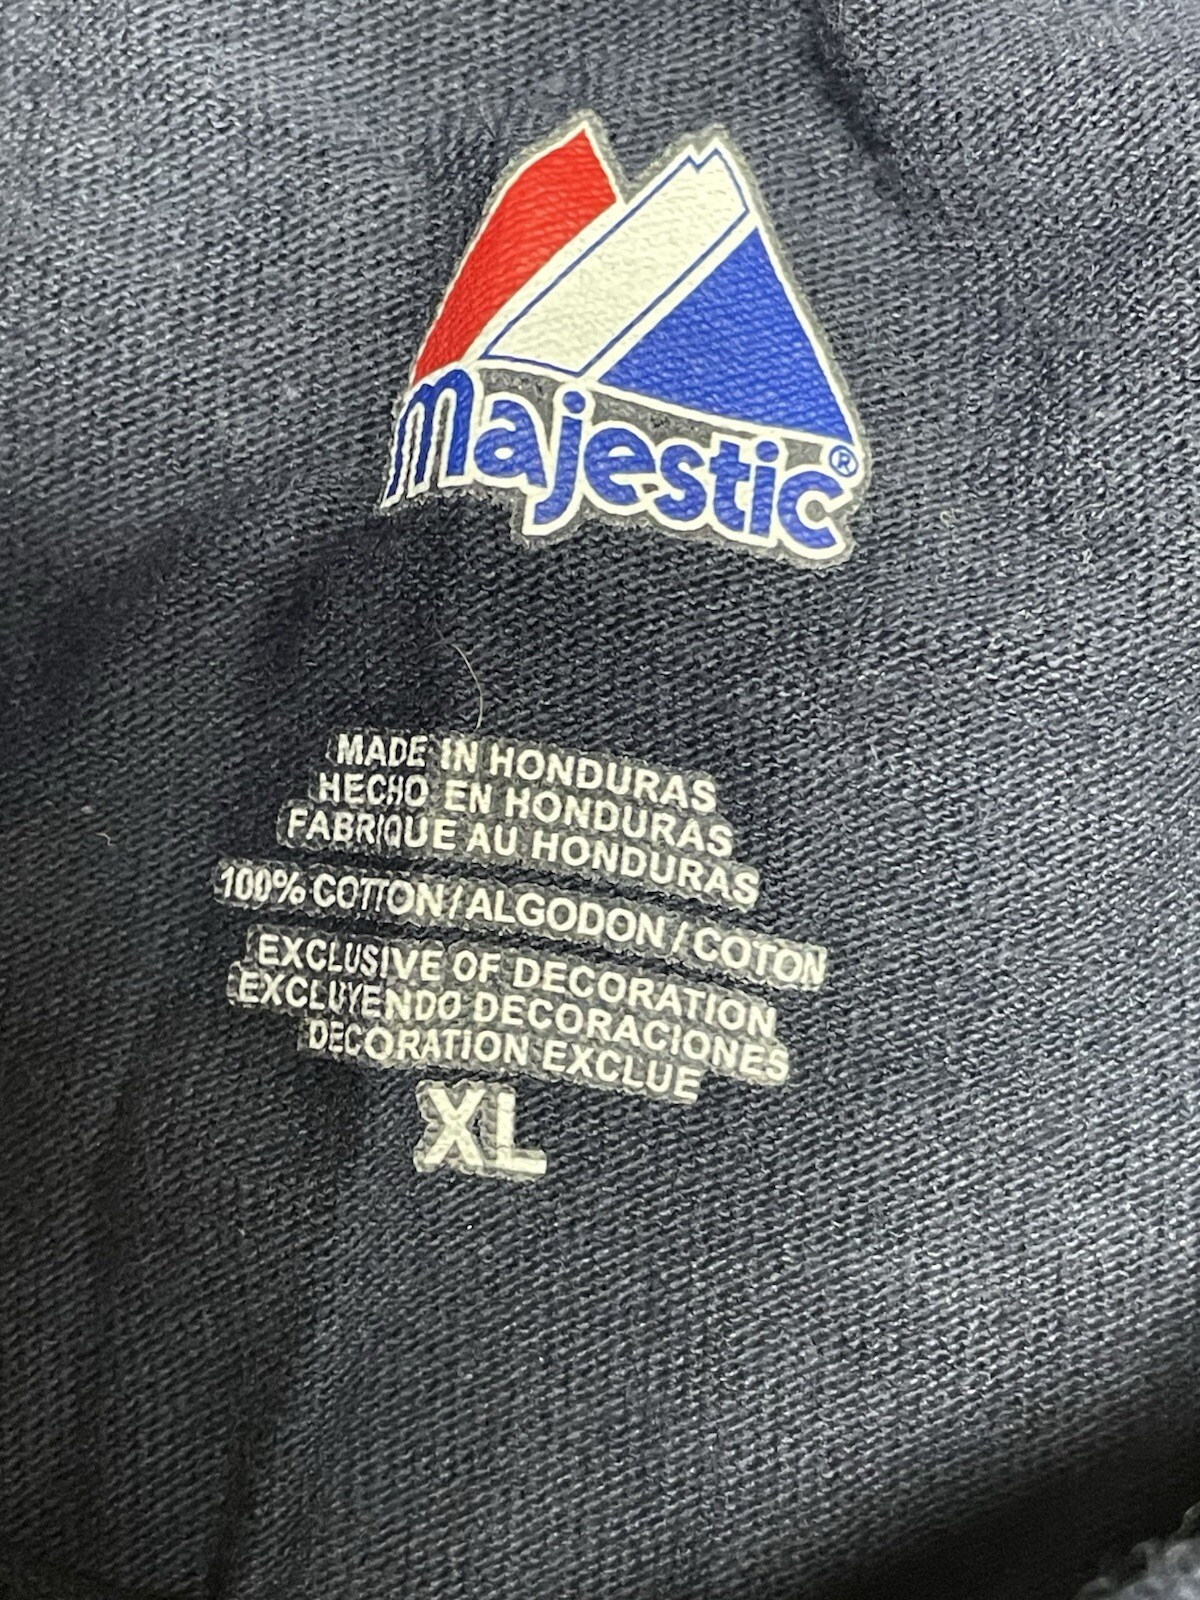 majestic®
MADE IN HONDURAS
HECHO EN HONDURAS
FABRIQUE AU HONDURAS
100% COTTON / ALGODON / COTON
EXCLUSIVE OF DECORATION
EXCLUYENDO DECORACIONES
DECORATION EXCLUE
XL